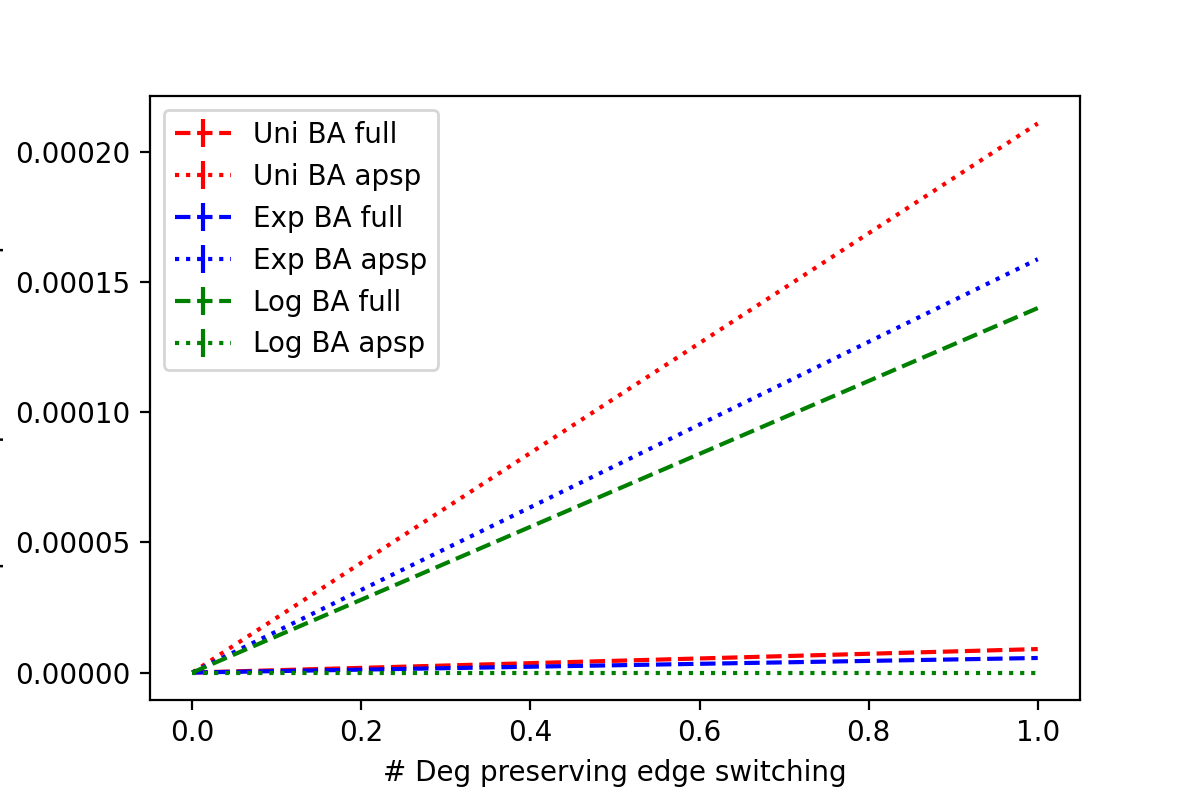 0.00020
0.00015
0.00010
0.00005
0.00000
Uni BA full
Uni BA apsp
Exp BA full
Exp BA apsp
Log BA full
Log BA apsp
0.0 0.2 0.4 0.6 0.8 1.0
# Deg preserving edge switching